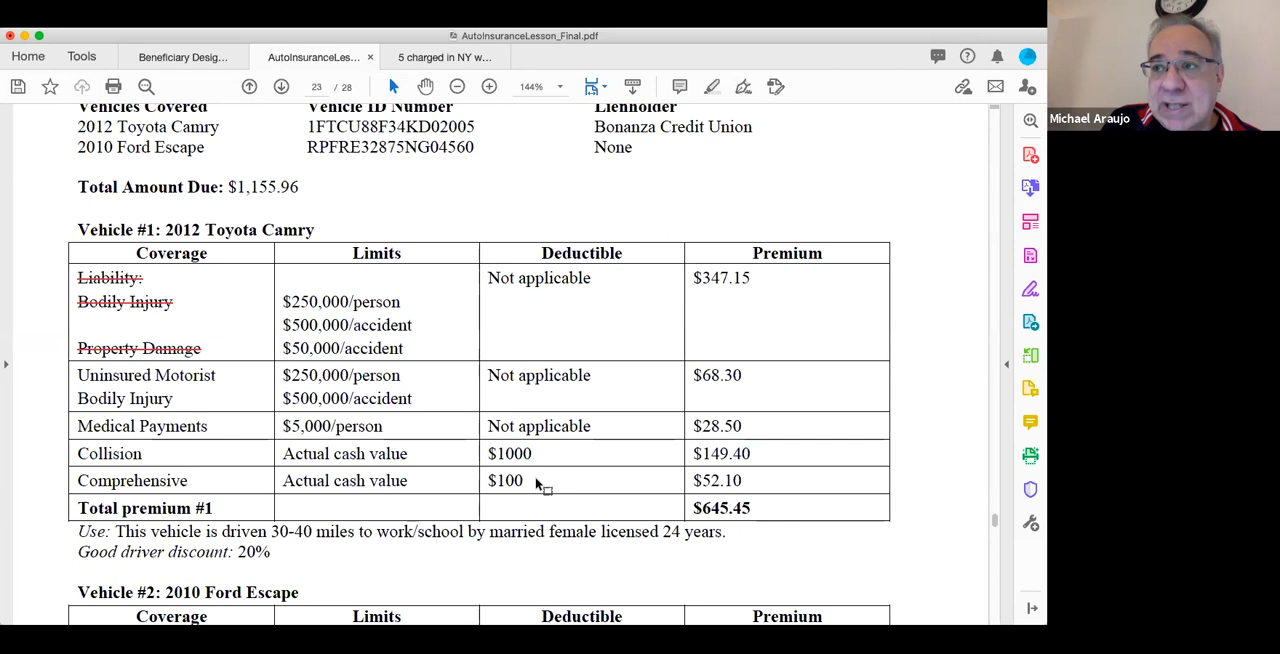 AutoInsuranceLesson_Final.pdf
Home Tools Beneficiary Desig... AutoInsuranceLes... × 5 charged in NY w...
23 / 28 144%
Michael Araujo
Vehicles Covered Vehicle ID Number Lienholder
2012 Toyota Camry 1FTCU88F34KD02005 Bonanza Credit Union
2010 Ford Escape RPFRE32875NG04560 None
Total Amount Due: $1,155.96
Vehicle #1: 2012 Toyota Camry
Coverage Limits Deductible Premium
Liability: Not applicable $347.15
Bodily Injury $250,000/person
$500,000/accident
Property Damage $50,000/accident
Uninsured Motorist $250,000/person Not applicable $68.30
Bodily Injury $500,000/accident
Medical Payments $5,000/person Not applicable $28.50
Collision Actual cash value $1000 $149.40
Comprehensive Actual cash value $100 $52.10
Total premium #1 $645.45
Use: This vehicle is driven 30-40 miles to work/school by married female licensed 24 years.
Good driver discount: 20%
Vehicle #2: 2010 Ford Escape
Coverage Limits Deductible Premium